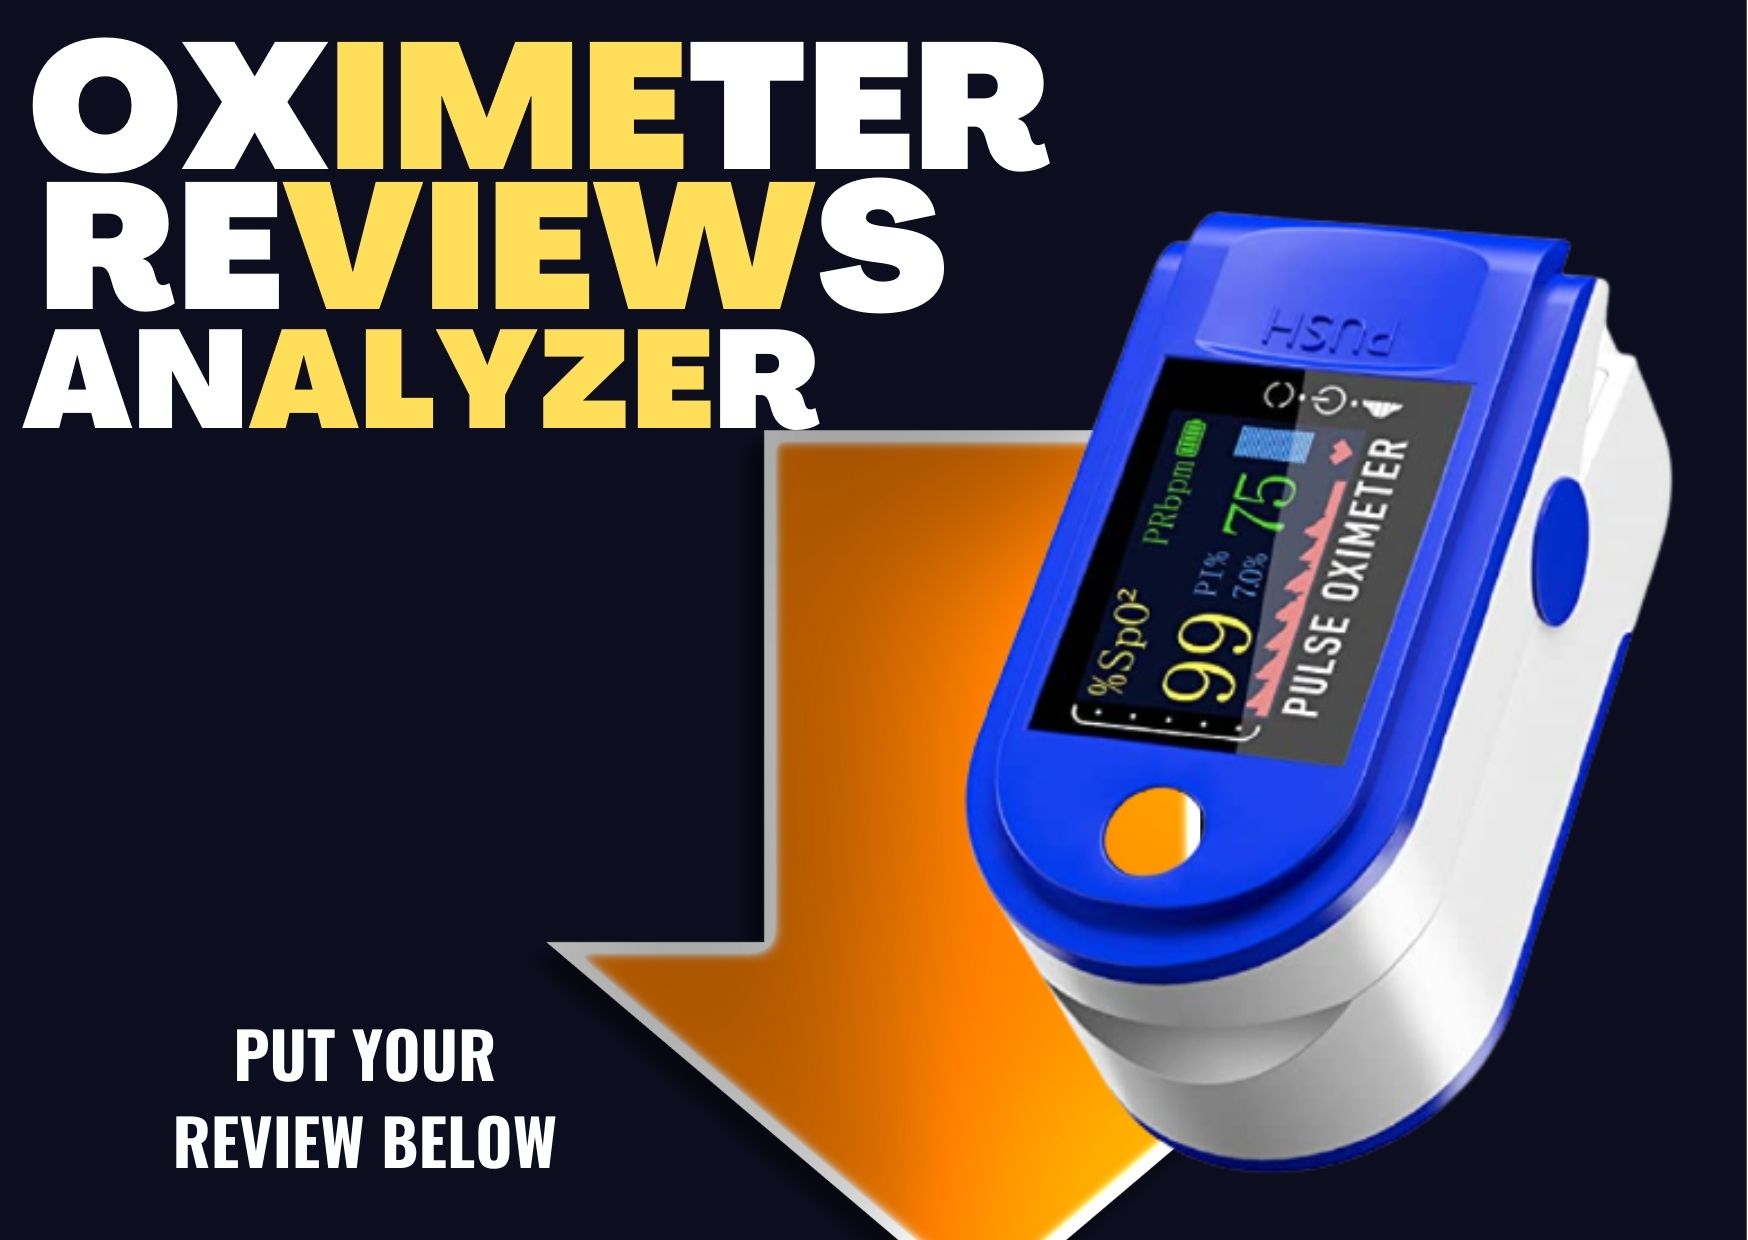 OXIMETER
REVIEWS
ANALYZER
PUSH
%SpO²
PRbpm
99
PI%
75
7.0%
PULSE OXIMETER
PUT YOUR
REVIEW BELOW